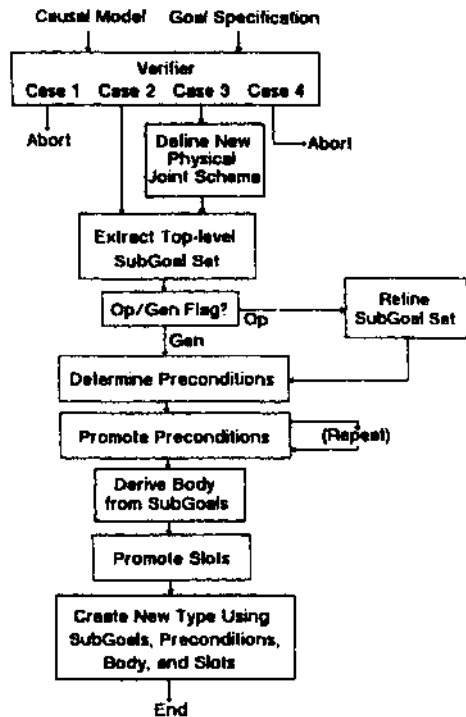 Causal Model Goal Specification
Verifier
Case 1 Case 2 Case 3 Case 4
Abort
Define New
Physical
Joint Scheme
Abort
Extract Top-level
SubGoal Set
Op/Gen Flag?
Op
Refine
SubGoal Set
Gen
Determine Preconditions
Promote Preconditions
(Repeat)
Derive Body
from SubGoals
Promote Slots
Create New Type Using
SubGoals, Preconditions,
Body, and Slots
End